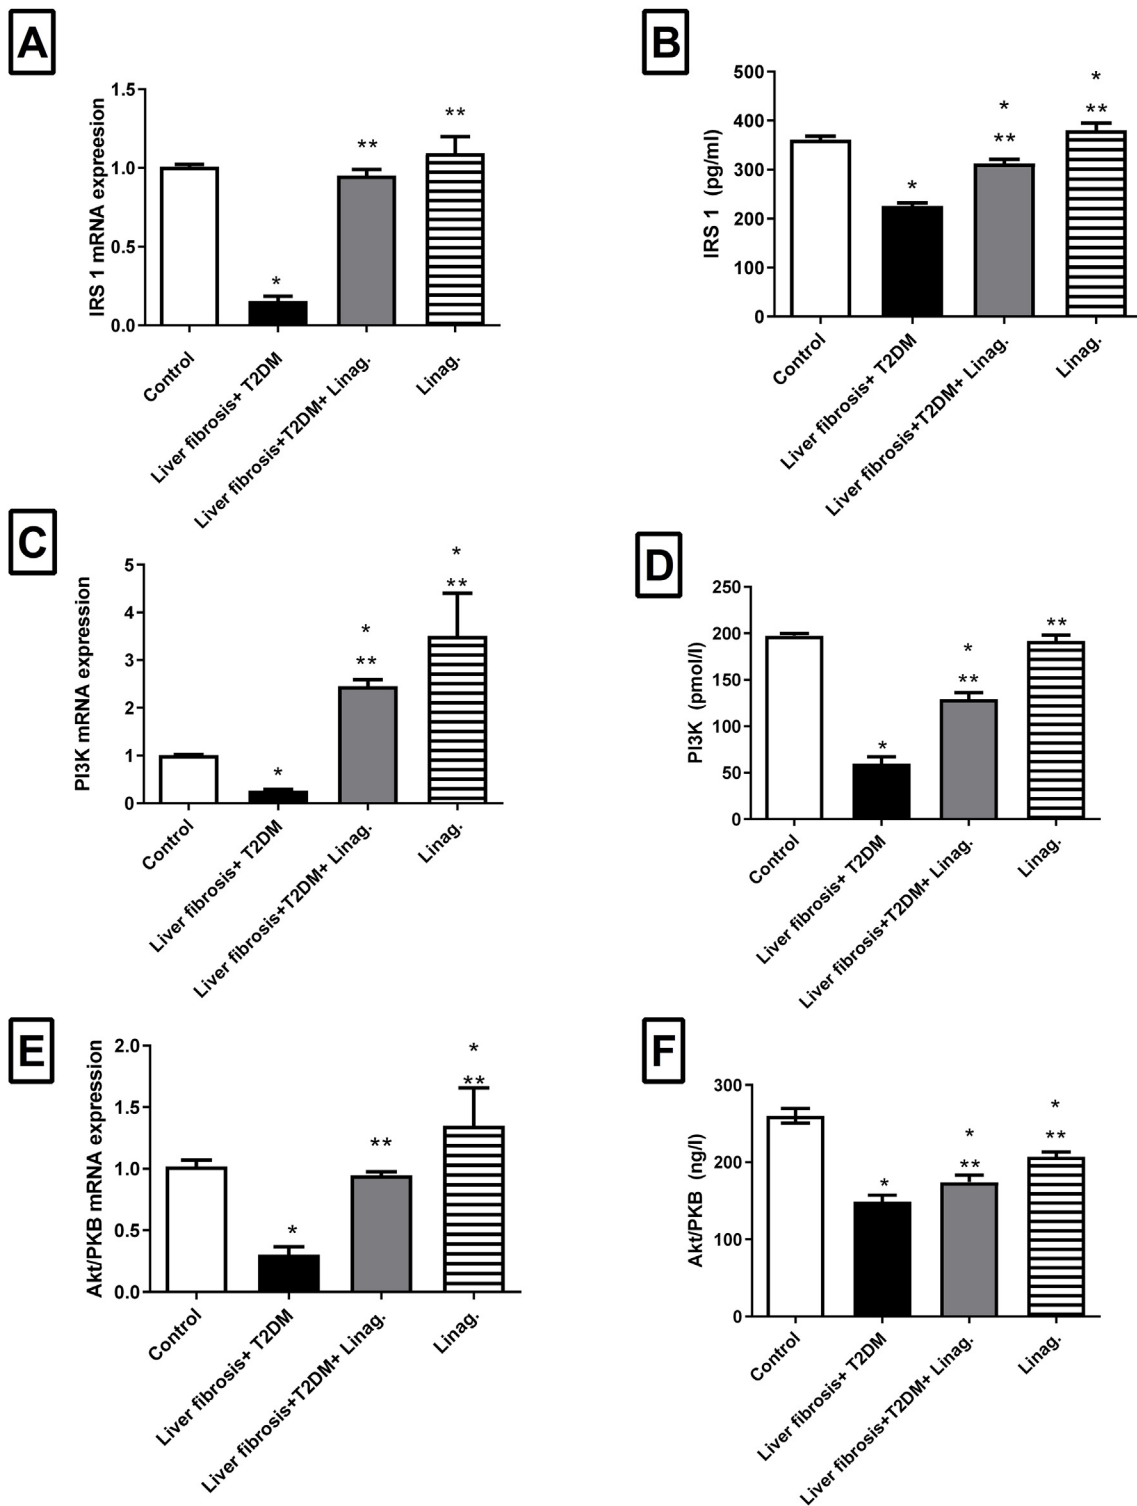 A
IRS 1 mRNA expreesion
1.5
1.0
0.5
0.0
*
**
**
Control
Liver fibrosis+ T2DM
Liver fibrosis+T2DM+ Linag.
Linag.
B
IRS 1 (pg/ml)
500
400
300
200
100
0
*
*
**
*
**
Control
Liver fibrosis+ T2DM
Liver fibrosis+T2DM+ Linag.
Linag.
C
PI3K mRNA expression
5
4
3
2
1
0
*
*
**
*
**
Control
Liver fibrosis+ T2DM
Liver fibrosis+T2DM+ Linag.
Linag.
D
PI3K (pmol/l)
250
200
150
100
50
0
*
*
**
**
Control
Liver fibrosis+ T2DM
Liver fibrosis+T2DM+ Linag.
Linag.
E
Akt/PKB mRNA expression
2.0
1.5
1.0
0.5
0.0
*
**
*
**
Control
Liver fibrosis+ T2DM
Liver fibrosis+T2DM+ Linag.
Linag.
F
Akt/PKB (ng/l)
300
200
100
0
*
*
**
*
**
Control
Liver fibrosis+ T2DM
Liver fibrosis+T2DM+ Linag.
Linag.